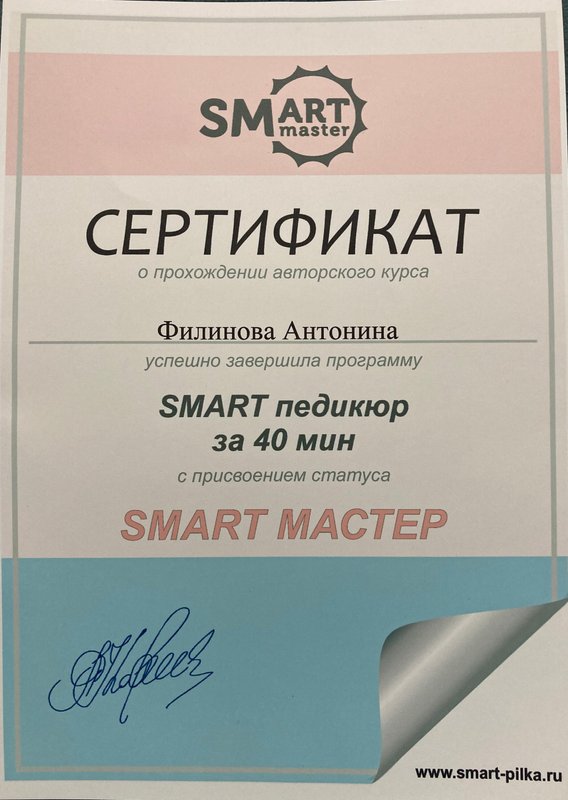 SMART
master
СЕРТИФИКАТ
о прохождении авторского курса
Филинова Антонина
успешно завершила программу
SMART педикюр
за 40 мин
с присвоением статуса
SMART МАСТЕР
www.smart-pilka.ru